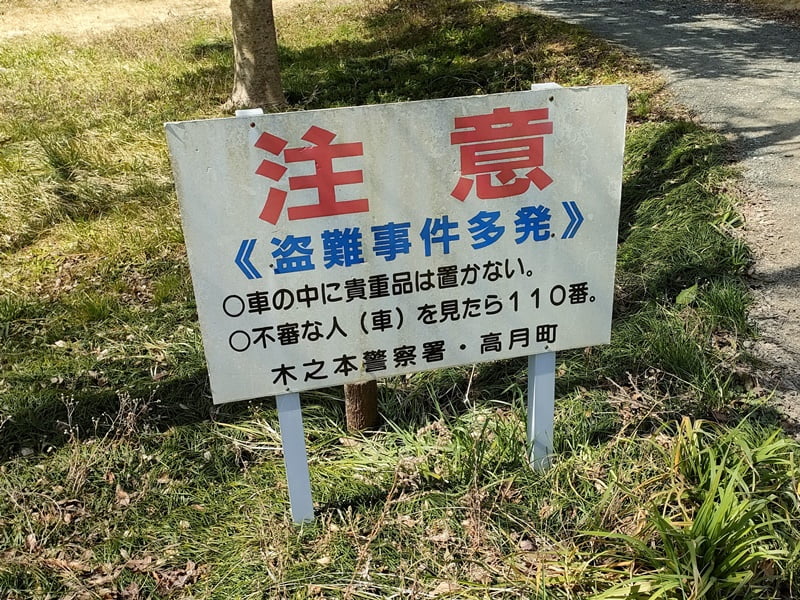 注意
《盗難事件多発》
○車の中に貴重品は置かない。
○不審な人（車）を見たら１１０番。
木之本警察署・高月町